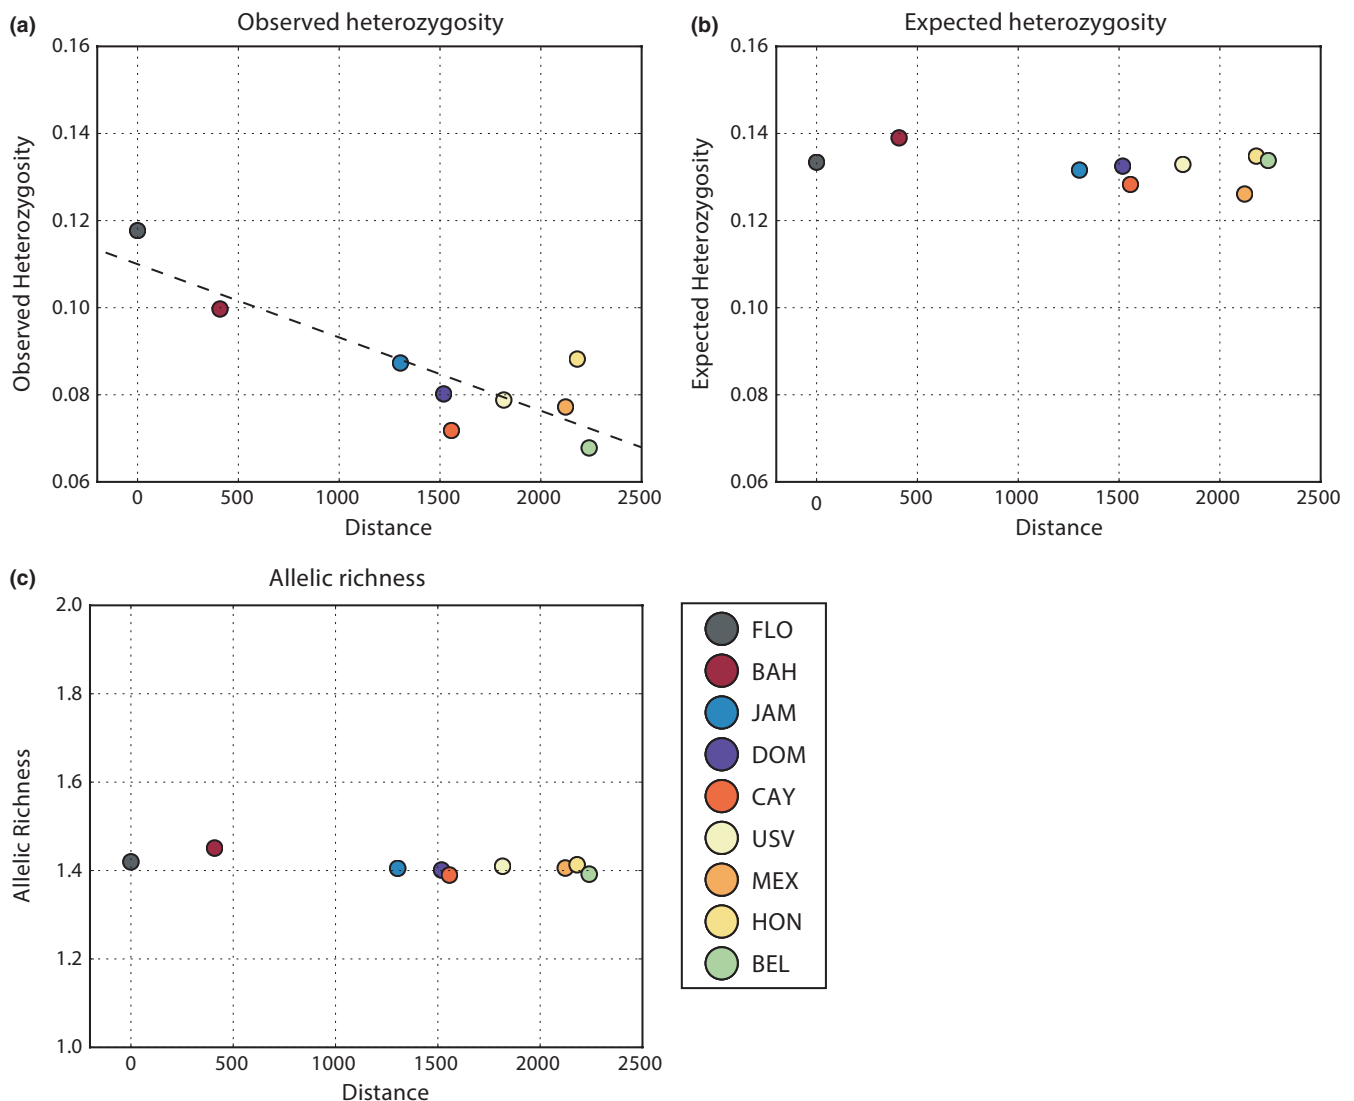 (a)
Observed heterozygosity
0.16
0.14
0.12
0.10
0.08
0.06
Observed Heterozygosity
0 500 1000 1500 2000 2500
Distance
(b)
Expected heterozygosity
0.16
0.14
0.12
0.10
0.08
0.06
Expected Heterozygosity
0 500 1000 1500 2000 2500
Distance
(c)
Allelic richness
2.0
1.8
1.6
1.4
1.2
1.0
Allelic Richness
0 500 1000 1500 2000 2500
Distance
FLO
BAH
JAM
DOM
CAY
USV
MEX
HON
BEL